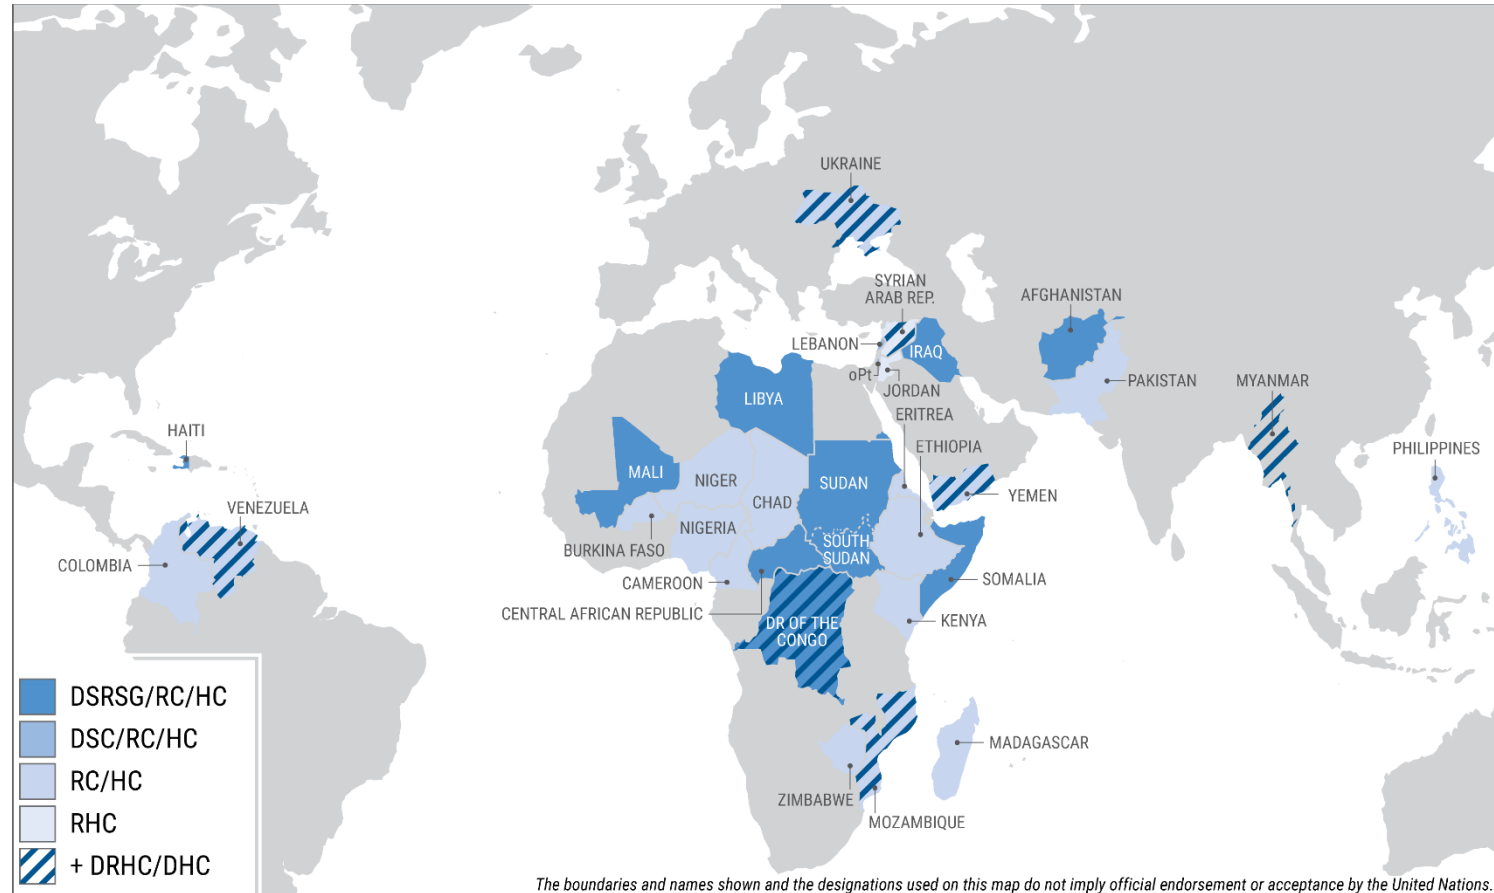 UKRAINE
SYRIAN
ARAB REP.
AFGHANISTAN
LEBANON
IRAQ
oPt
JORDAN
PAKISTAN
MYANMAR
LIBYA
ERITREA
HAITI
ETHIOPIA
PHILIPPINES
MALI
NIGER
SUDAN
CHAD
YEMEN
VENEZUELA
NIGERIA
BURKINA FASO
SOUTH
SUDAN
COLOMBIA
CAMEROON
SOMALIA
CENTRAL AFRICAN REPUBLIC
KENYA
DR OF THE
CONGO
MADAGASCAR
ZIMBABWE
MOZAMBIQUE
DSRSG/RC/HC
DSC/RC/HC
RC/HC
RHC
+ DRHC/DHC
The boundaries and names shown and the designations used on this map do not imply official endorsement or acceptance by the United Nations.